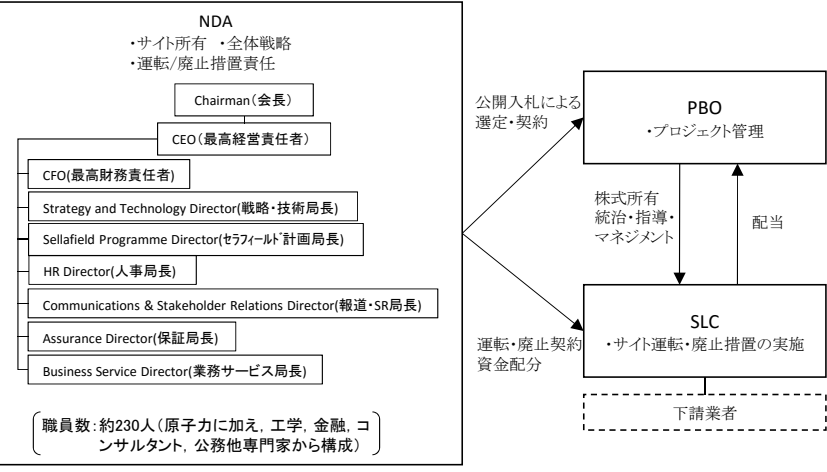 NDA
・サイト所有　・全体戦略
・運転/廃止措置責任
Chairman(会長)
CEO(最高経営責任者)
CFO(最高財務責任者)
Strategy and Technology Director(戦略・技術局長)
Sellafield Programme Director(セラフィールド計画局長)
HR Director(人事局長)
Communications & Stakeholder Relations Director(報道・SR局長)
Assurance Director(保証局長)
Business Service Director(業務サービス局長)
職員数:約230人(原子力に加え, 工学, 金融, コ
ンサルタント, 公務他専門家から構成)
公開入札による
選定・契約
運転・廃止契約
資金配分
PBO
・プロジェクト管理
株式所有
統治・指導・
マネジメント
配当
SLC
・サイト運転・廃止措置の実施
下請業者